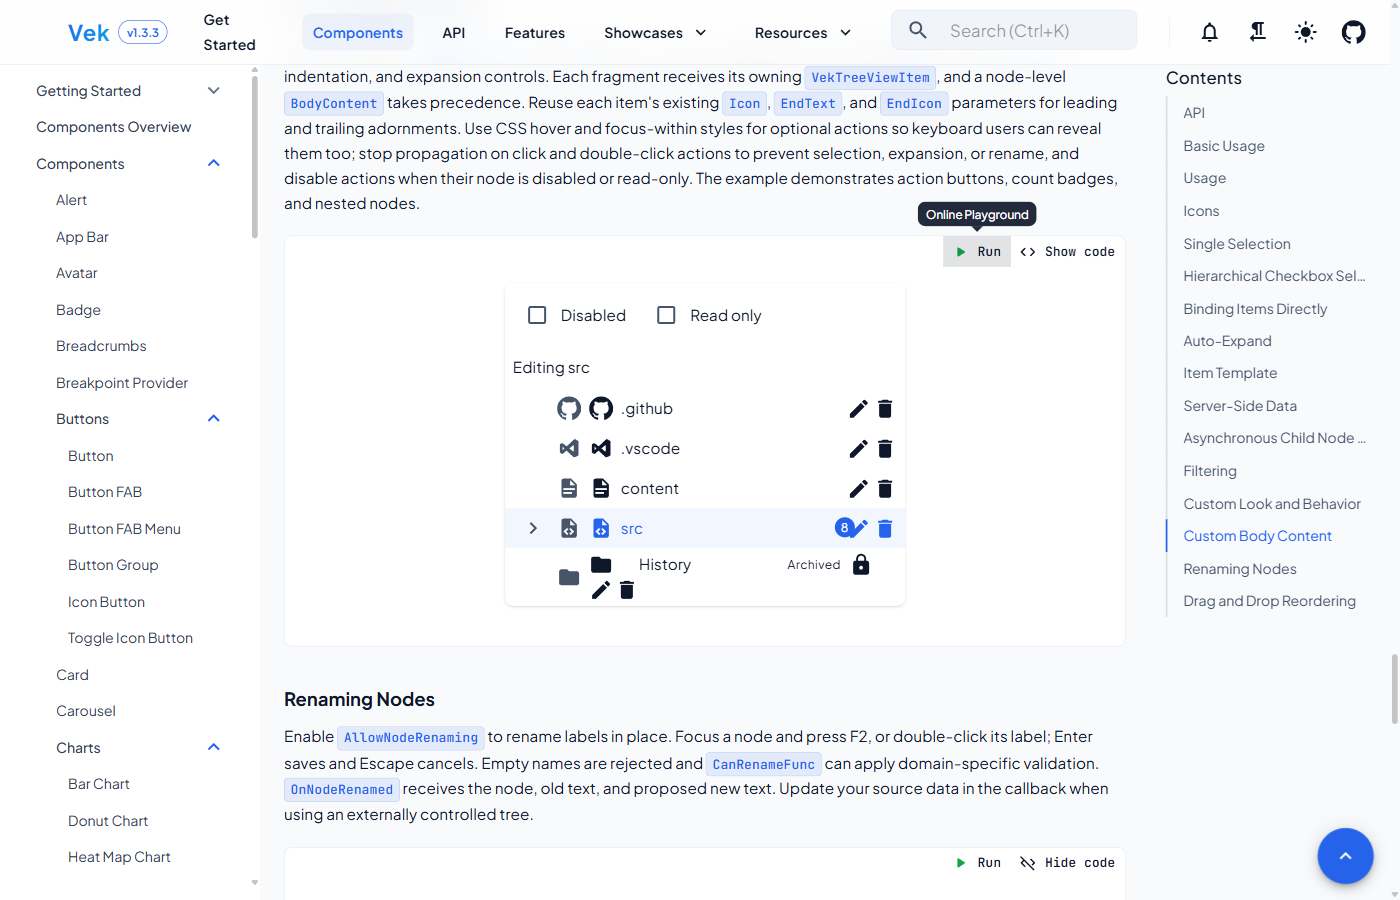 Vek v1.3.3
Get Started
Components
API
Features
Showcases
Resources
Search (Ctrl+K)
Getting Started
Components Overview
Components
Alert
App Bar
Avatar
Badge
Breadcrumbs
Breakpoint Provider
Buttons
Button
Button FAB
Button FAB Menu
Button Group
Icon Button
Toggle Icon Button
Card
Carousel
Charts
Bar Chart
Donut Chart
Heat Map Chart
indentation, and expansion controls. Each fragment receives its owning VekTreeViewItem, and a node-level
BodyContent takes precedence. Reuse each item's existing Icon, EndText, and EndIcon parameters for leading
and trailing adornments. Use CSS hover and focus-within styles for optional actions so keyboard users can reveal
them too; stop propagation on click and double-click actions to prevent selection, expansion, or rename, and
disable actions when their node is disabled or read-only. The example demonstrates action buttons, count badges,
and nested nodes.
Online Playground
Run
Show code
Disabled
Read only
Editing src
.github
.vscode
content
src
8
History
Archived
Renaming Nodes
Enable AllowNodeRenaming to rename labels in place. Focus a node and press F2, or double-click its label; Enter
saves and Escape cancels. Empty names are rejected and CanRenameFunc can apply domain-specific validation.
OnNodeRenamed receives the node, old text, and proposed new text. Update your source data in the callback when
using an externally controlled tree.
Run
Hide code
Contents
API
Basic Usage
Usage
Icons
Single Selection
Hierarchical Checkbox Sel...
Binding Items Directly
Auto-Expand
Item Template
Server-Side Data
Asynchronous Child Node ...
Filtering
Custom Look and Behavior
Custom Body Content
Renaming Nodes
Drag and Drop Reordering